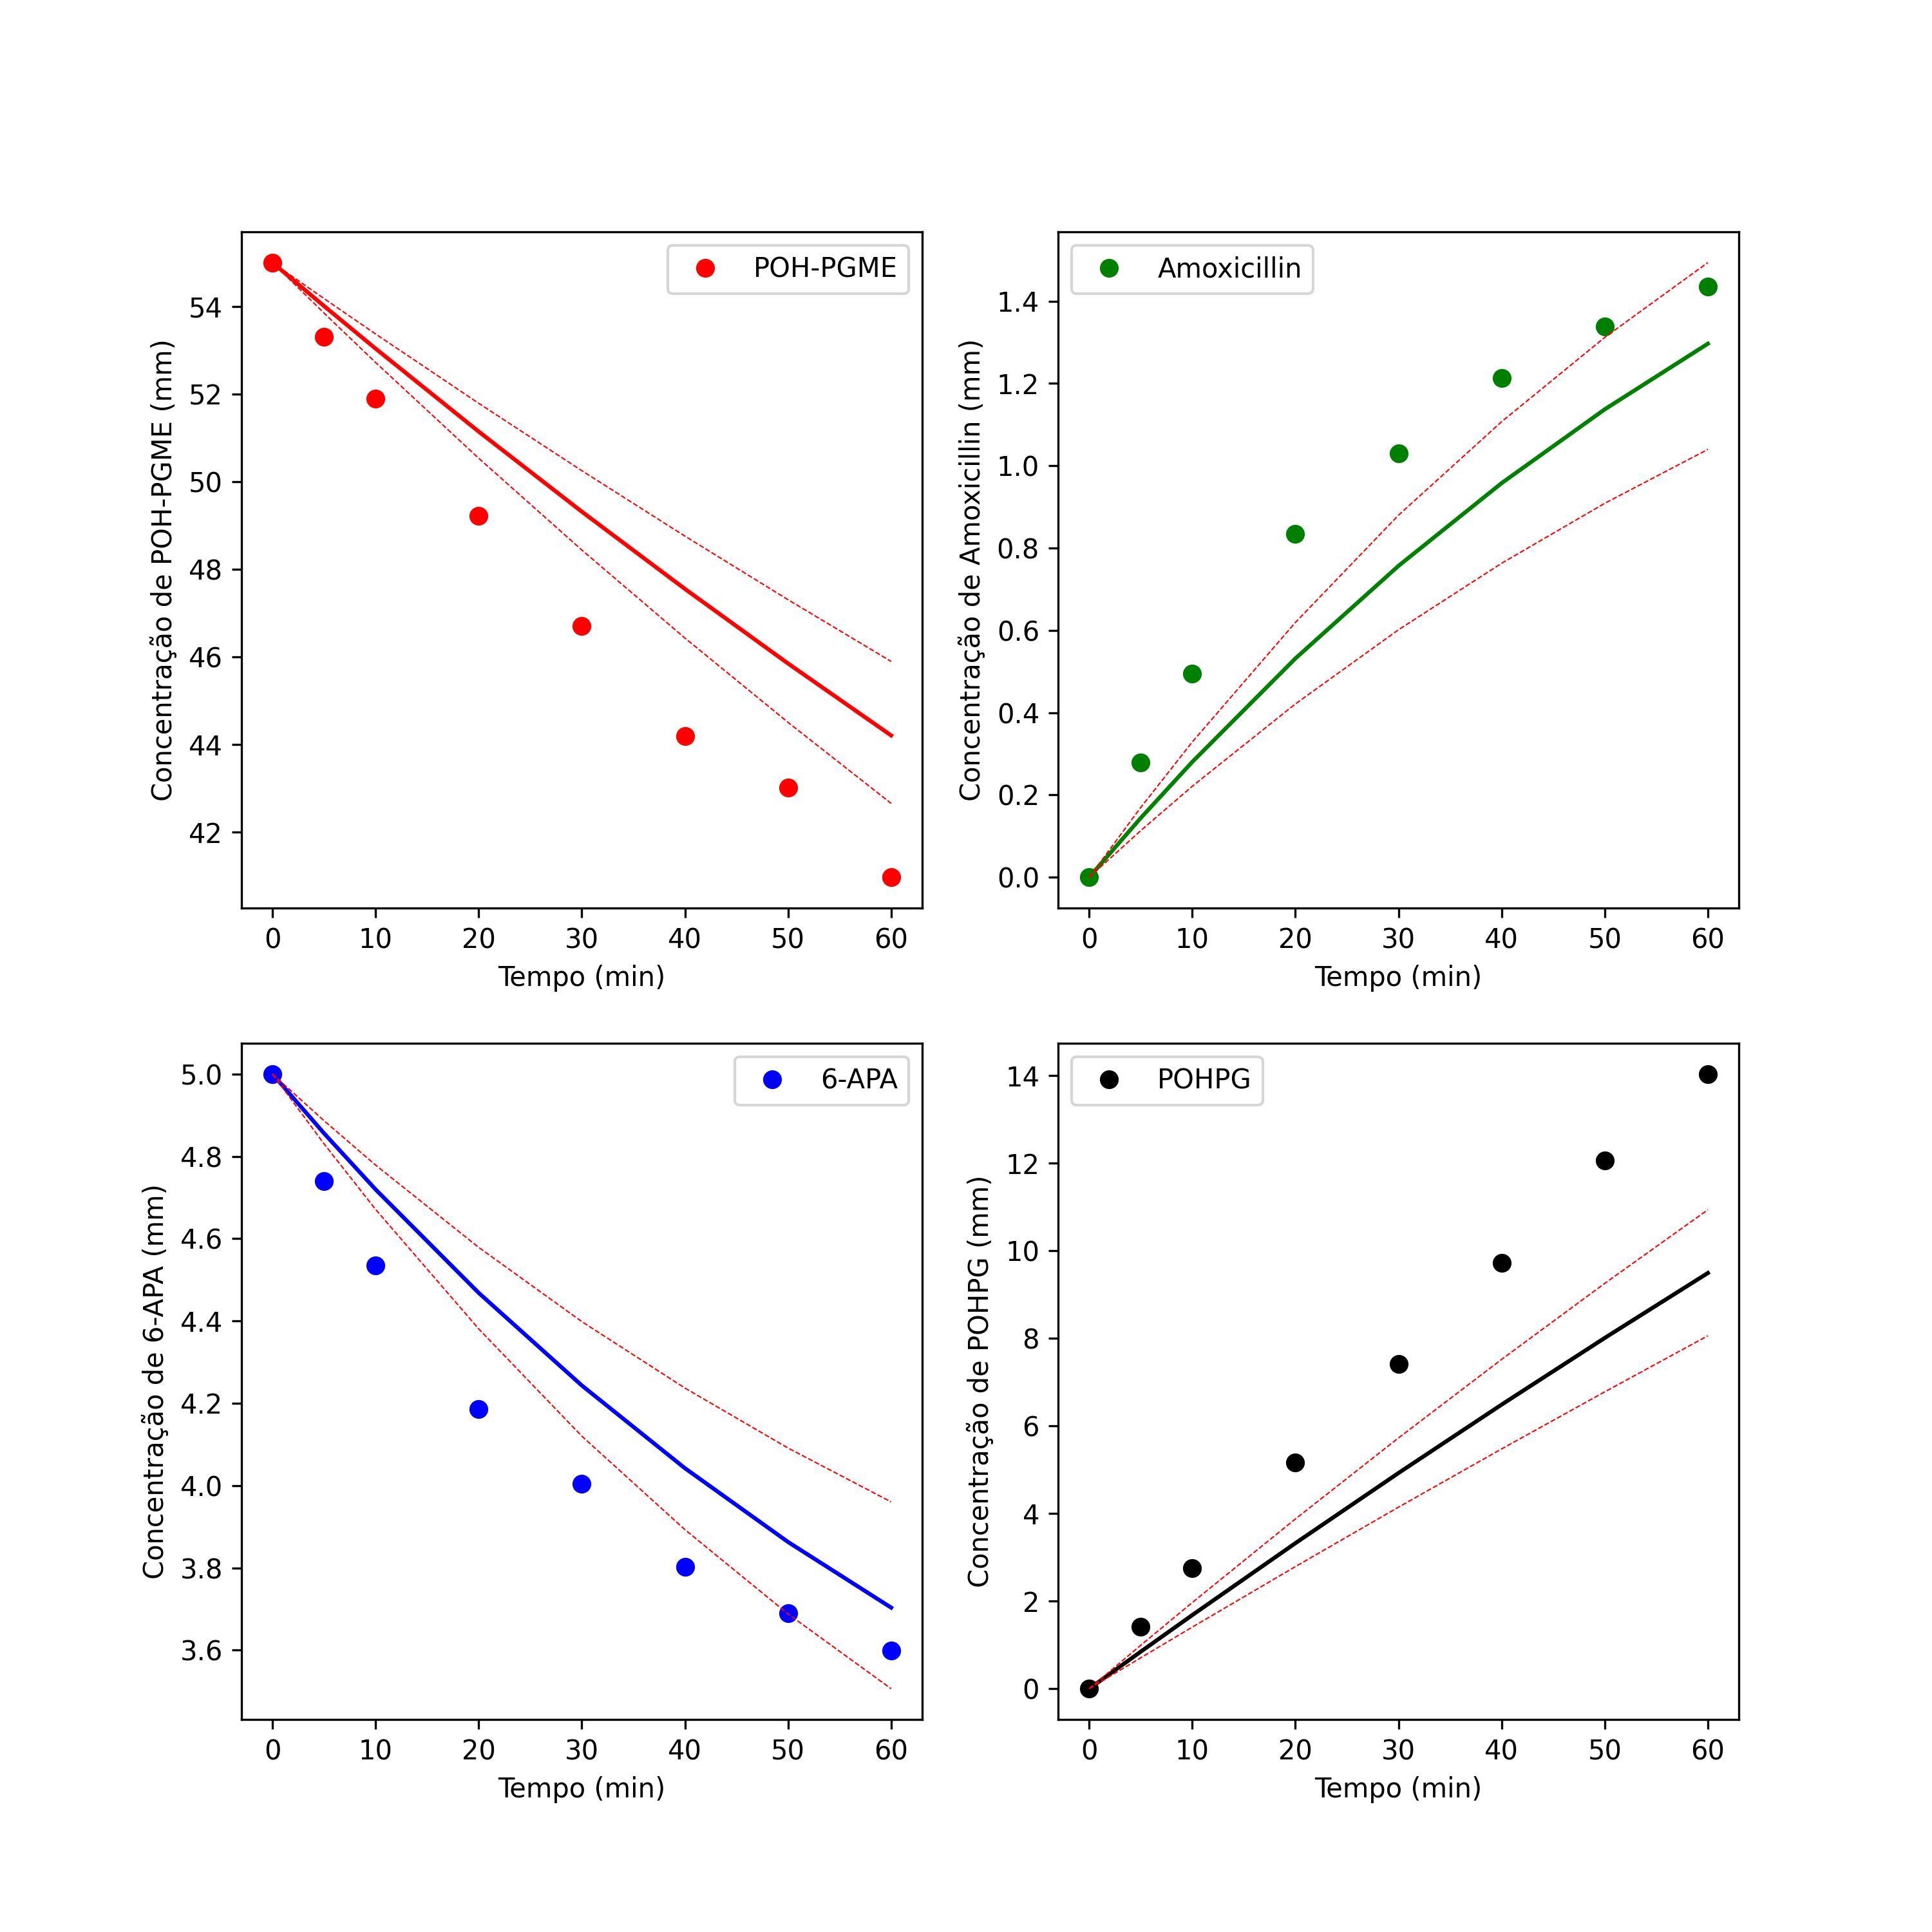 POH-PGME
Concentração de POH-PGME (mm)
54
52
50
48
46
44
42
0 10 20 30 40 50 60
Tempo (min)
Amoxicillin
Concentração de Amoxicillin (mm)
1.4
1.2
1.0
0.8
0.6
0.4
0.2
0.0
0 10 20 30 40 50 60
Tempo (min)
6-APA
Concentração de 6-APA (mm)
5.0
4.8
4.6
4.4
4.2
4.0
3.8
3.6
0 10 20 30 40 50 60
Tempo (min)
POHPG
Concentração de POHPG (mm)
14
12
10
8
6
4
2
0
0 10 20 30 40 50 60
Tempo (min)